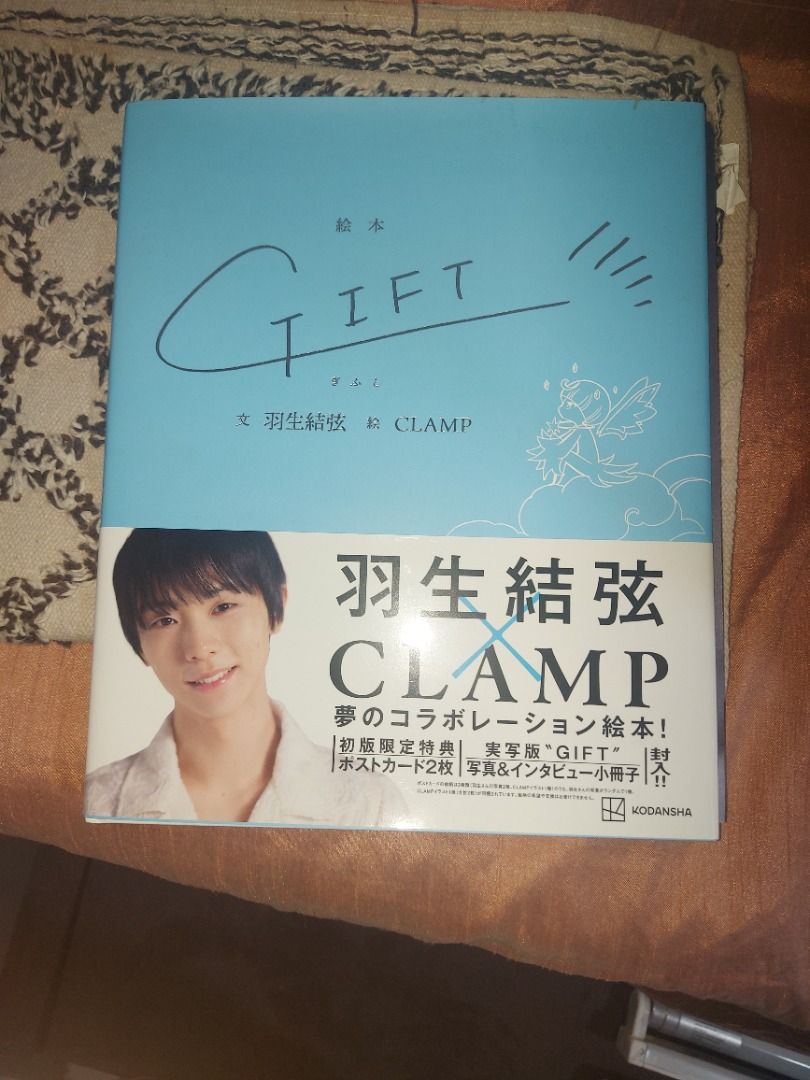 絵本
GIFT
ぎふと
文 羽生結弦 絵 CLAMP
羽生結弦
×
CLAMP
夢のコラボレーション絵本!
初版限定特典
ポストカード2枚
実写版“GIFT”
写真&インタビュー小冊子
封入!!
KODANSHA